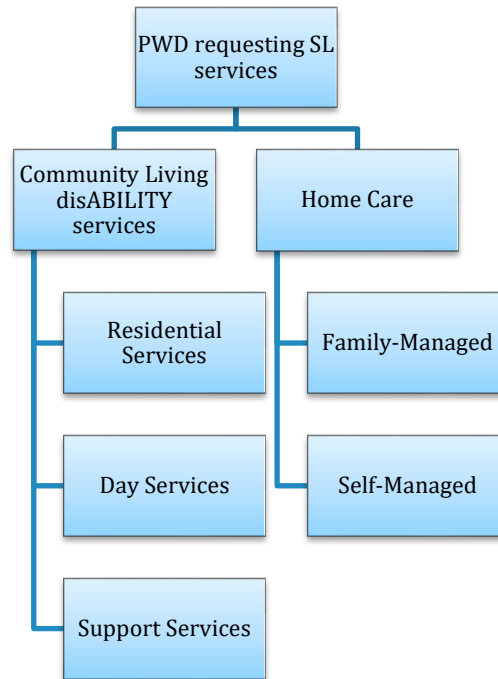 PWD requesting SL
services
Community Living
disABILITY
services
Home Care
Residential
Services
Family-Managed
Day Services
Self-Managed
Support Services